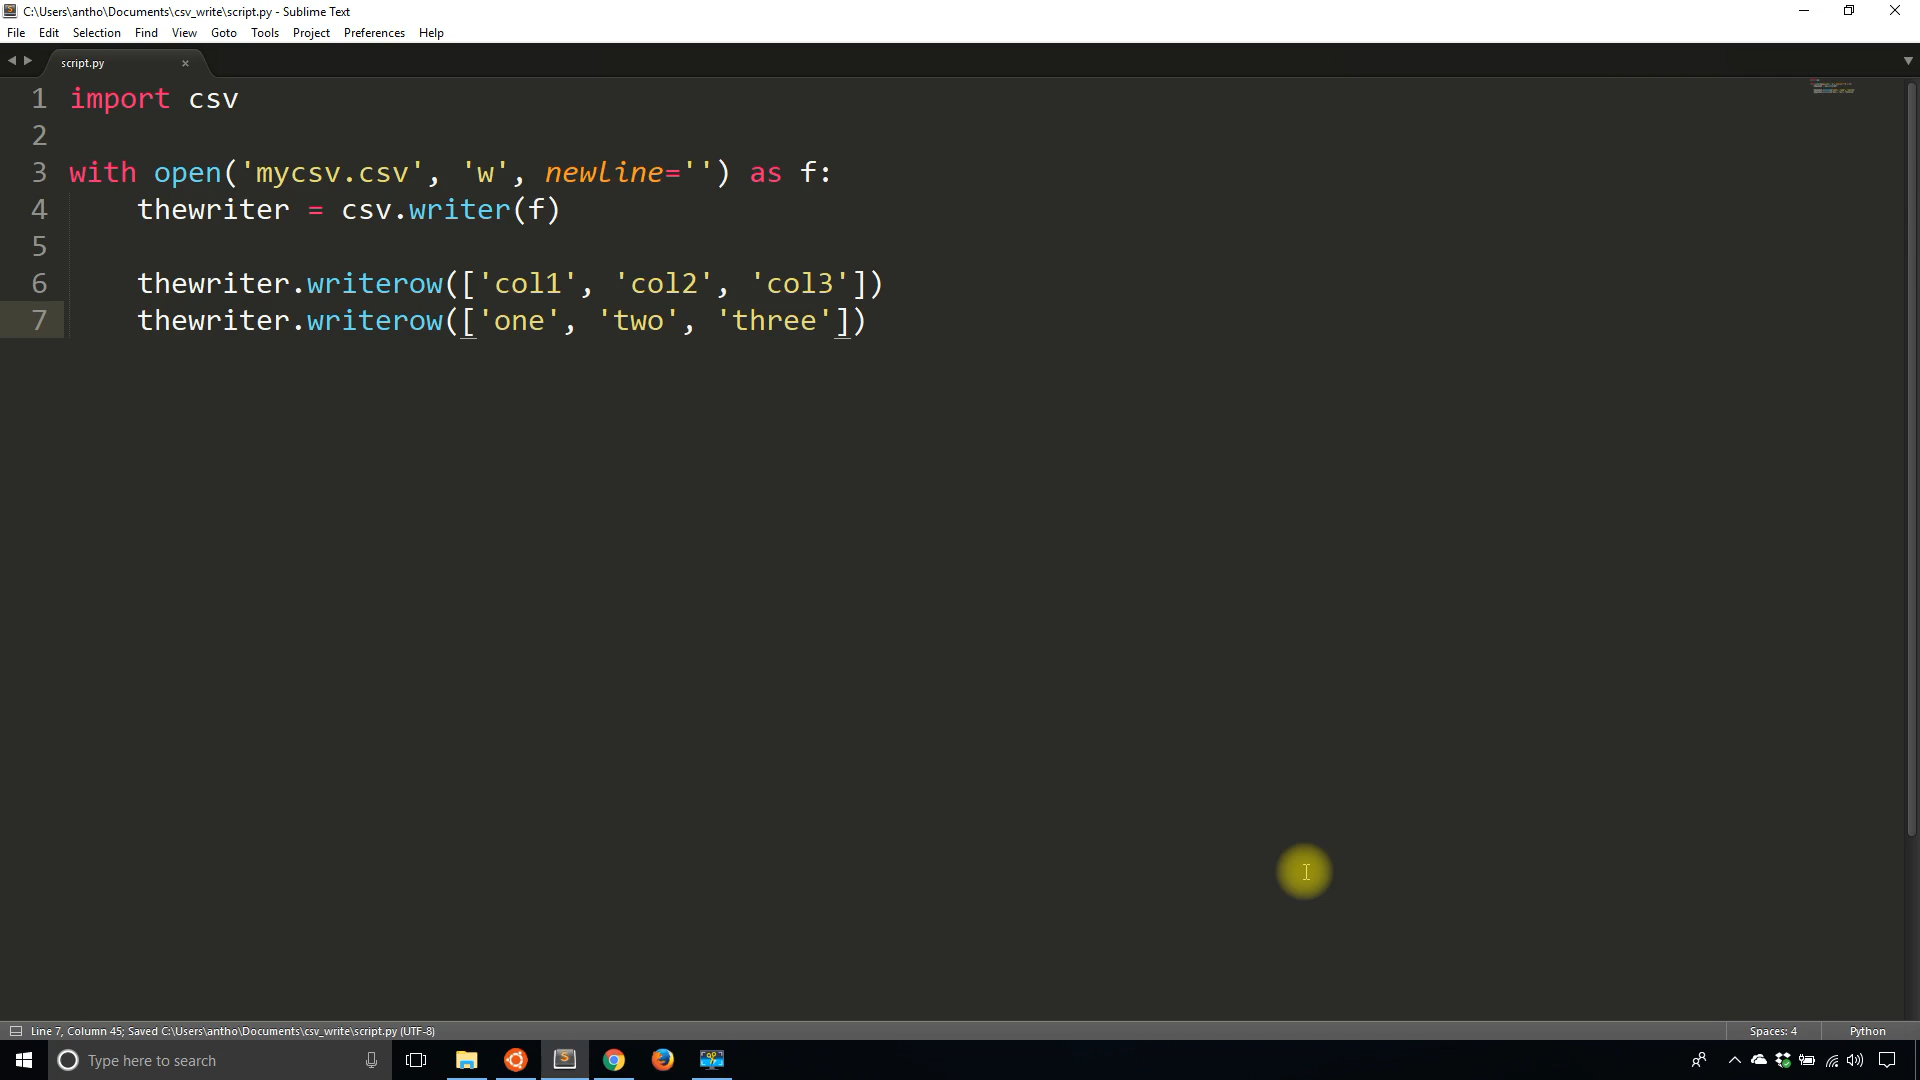 C:\Users\antho\Documents\csv_write\script.py - Sublime Text
File Edit Selection Find View Goto Tools Project Preferences Help
script.py ×
1 import csv
2
3 with open('mycsv.csv', 'w', newline='') as f:
4     thewriter = csv.writer(f)
5
6     thewriter.writerow(['col1', 'col2', 'col3'])
7     thewriter.writerow(['one', 'two', 'three'])
Line 7, Column 45; Saved C:\Users\antho\Documents\csv_write\script.py (UTF-8) Spaces: 4 Python
Type here to search